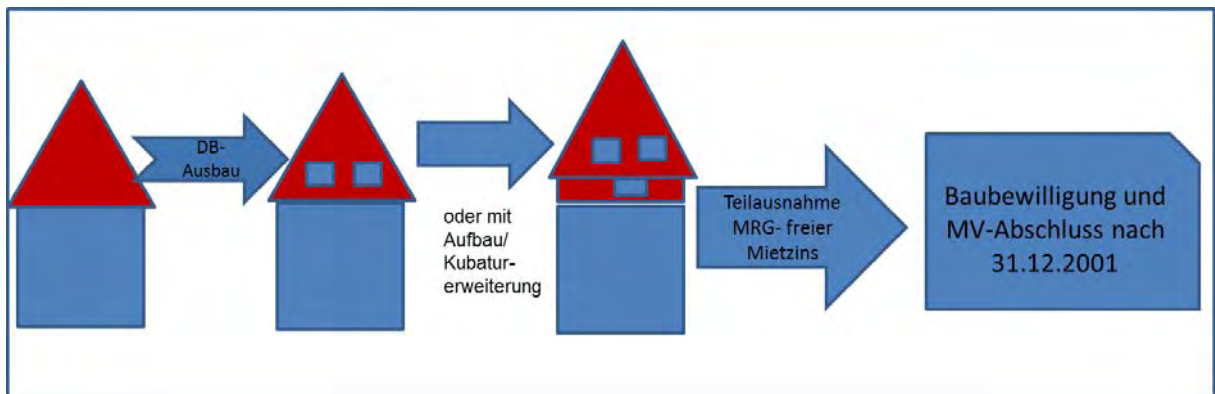 DB-
Ausbau
oder mit
Aufbau/
Kubatur-
erweiterung
Teilausnahme
MRG- freier
Mietzins
Baubewilligung und
MV-Abschluss nach
31.12.2001